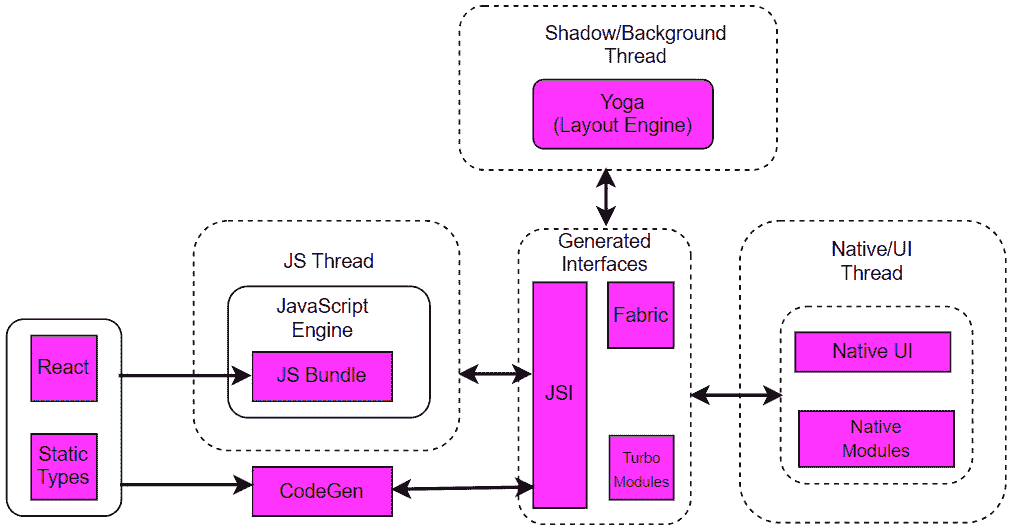 Shadow/Background
Thread
Yoga
(Layout Engine)
JS Thread
JavaScript
Engine
JS Bundle
React
Static
Types
CodeGen
Generated
Interfaces
JSI
Fabric
Turbo
Modules
Native/UI
Thread
Native UI
Native
Modules